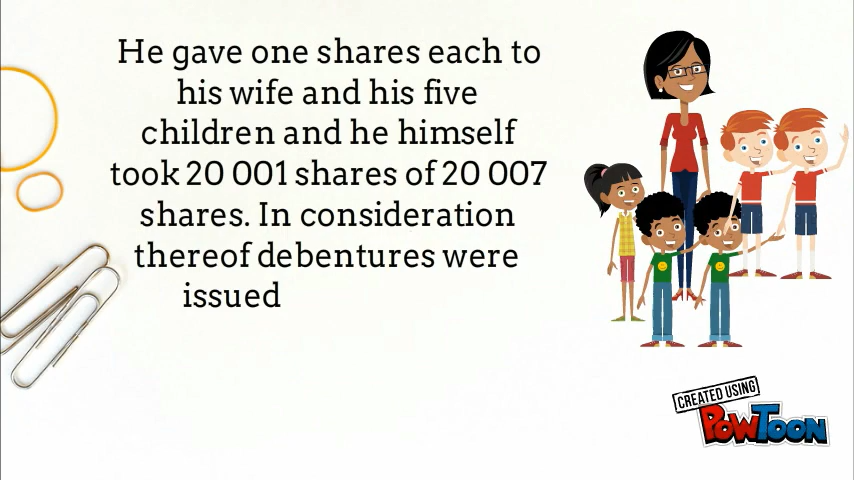 He gave one shares each to
his wife and his five
children and he himself
took 20 001 shares of 20 007
shares. In consideration
thereof debentures were
issued
CREATED USING
POWTOON